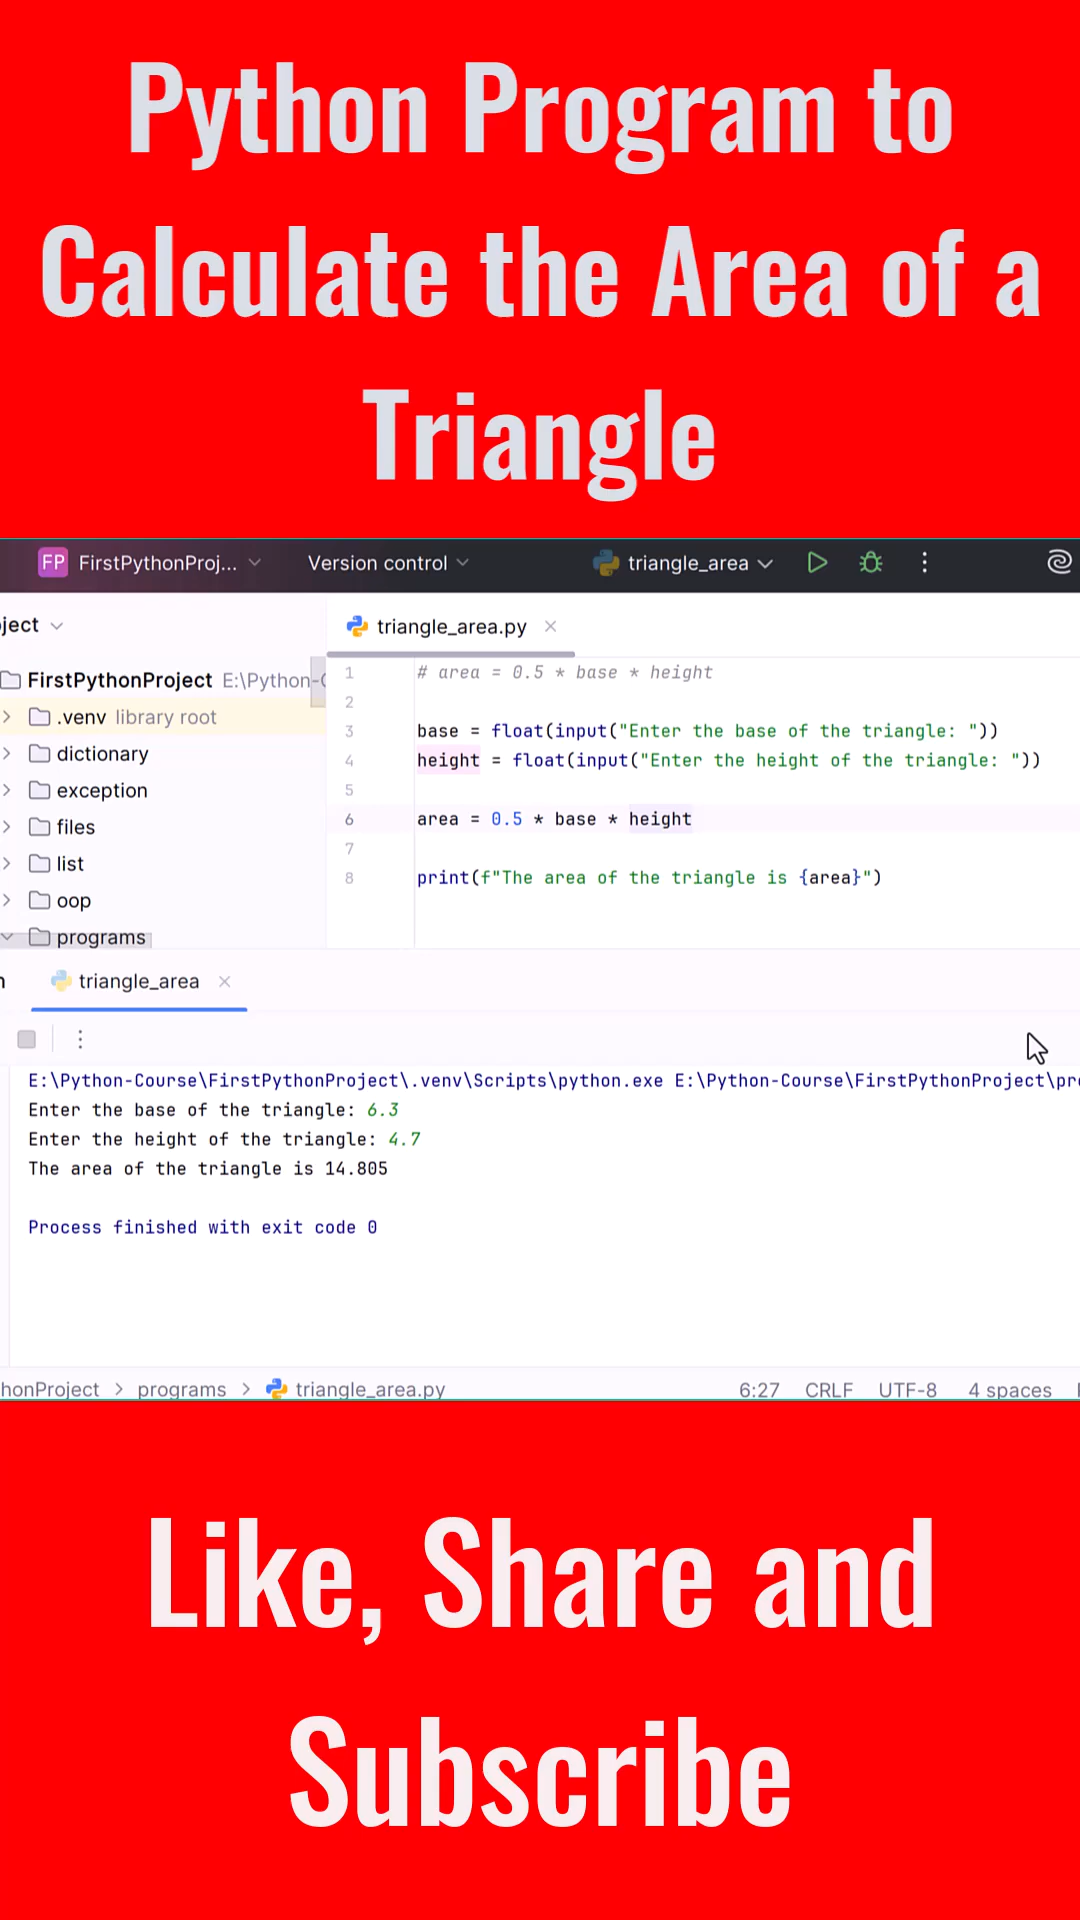 Python Program to
Calculate the Area of a
Triangle
FP FirstPythonProj... Version control triangle_area
ject
triangle_area.py
FirstPythonProject E:\Python-
.venv library root
dictionary
exception
files
list
oop
programs
1 # area = 0.5 * base * height
2
3 base = float(input("Enter the base of the triangle: "))
4 height = float(input("Enter the height of the triangle: "))
5
6 area = 0.5 * base * height
7
8 print(f"The area of the triangle is {area}")
triangle_area
E:\Python-Course\FirstPythonProject\.venv\Scripts\python.exe E:\Python-Course\FirstPythonProject\pr
Enter the base of the triangle: 6.3
Enter the height of the triangle: 4.7
The area of the triangle is 14.805
Process finished with exit code 0
honProject > programs > triangle_area.py 6:27 CRLF UTF-8 4 spaces
Like, Share and
Subscribe